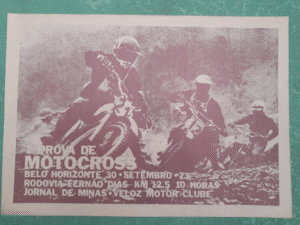 PROVA DE
MOTOCROSS
BELO HORIZONTE 30 • SETEMBRO • 73
RODOVIA FERNÃO DIAS KM 12,5 10 HORAS
JORNAL DE MINAS • VELOZ MOTOR CLUBE